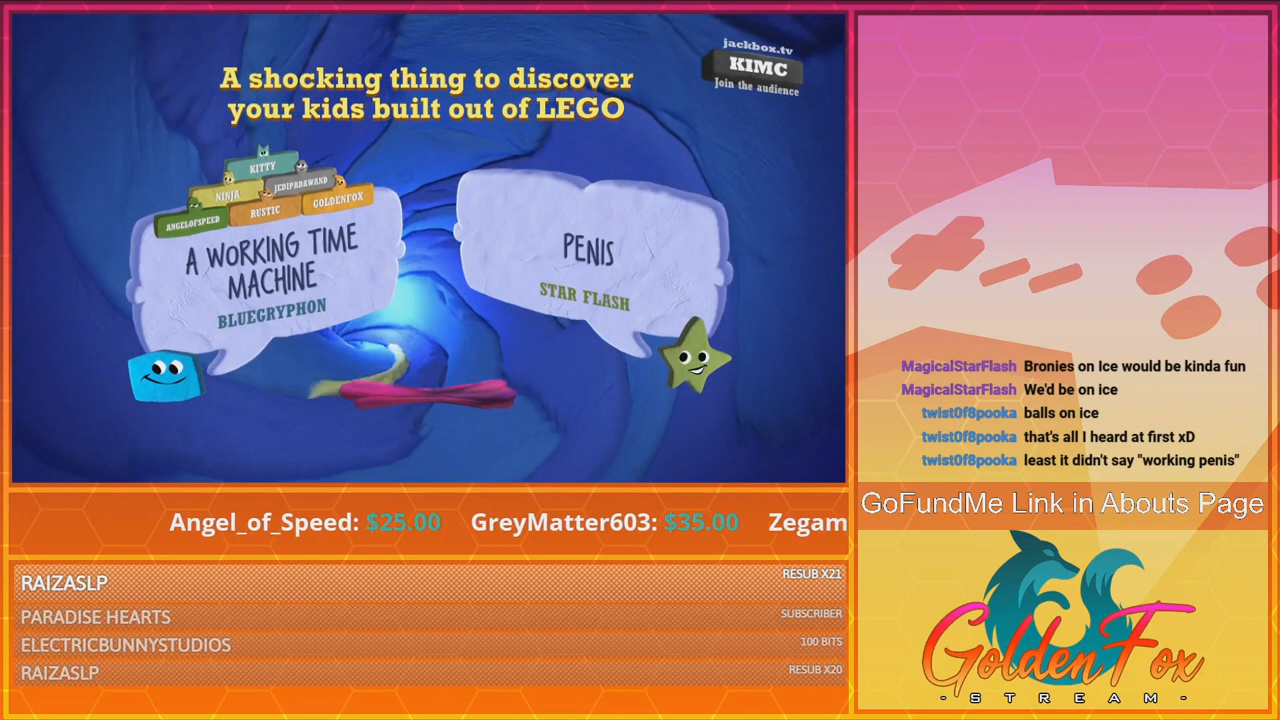 jackbox.tv
KIMC
Join the audience
A shocking thing to discover
your kids built out of LEGO
KITTY
NINJA
JEDIPADAWAND
ANGELOFSPEED
RUSTIC
GOLDENFOX
A WORKING TIME
MACHINE
BLUEGRYPHON
PENIS
STAR FLASH
MagicalStarFlash Bronies on Ice would be kinda fun
MagicalStarFlash We'd be on ice
twist0f8pooka balls on ice
twist0f8pooka that's all I heard at first xD
twist0f8pooka least it didn't say "working penis"
GoFundMe Link in Abouts Page
Angel_of_Speed: $25.00 GreyMatter603: $35.00 Zegam
RAIZASLP RESUB X21
PARADISE HEARTS SUBSCRIBER
ELECTRICBUNNYSTUDIOS 100 BITS
RAIZASLP RESUB X20
GoldenFox
- STREAM -